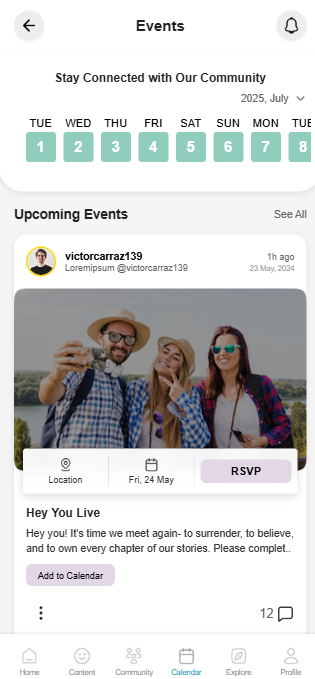 Events
Stay Connected with Our Community
2025, July
TUE WED THU FRI SAT SUN MON TUE
1 2 3 4 5 6 7 8
Upcoming Events See All
victorcarraz139 1h ago
Loremipsum @victorcarraz139 23 May, 2024
Location Fri, 24 May RSVP
Hey You Live
Hey you! It's time we meet again- to surrender, to believe,
and to own every chapter of our stories. Please complet..
Add to Calendar
12
Home Content Community Calendar Explore Profile